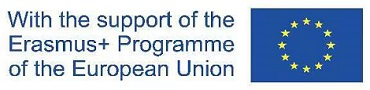 With the support of the
Erasmus+ Programme
of the European Union